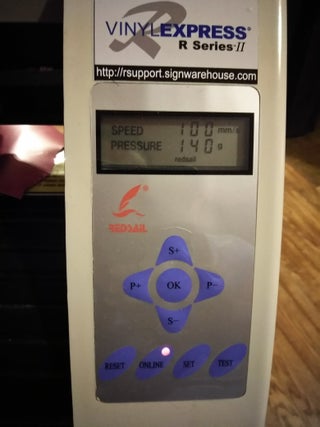 VINYLEXPRESS®
R Series-II
http://rsupport.signwarehouse.com
SPEED 100 mm/s
PRESSURE 140 g
redsail
REDSAIL
S+
P+ OK P-
S-
RESET ONLINE SET TEST